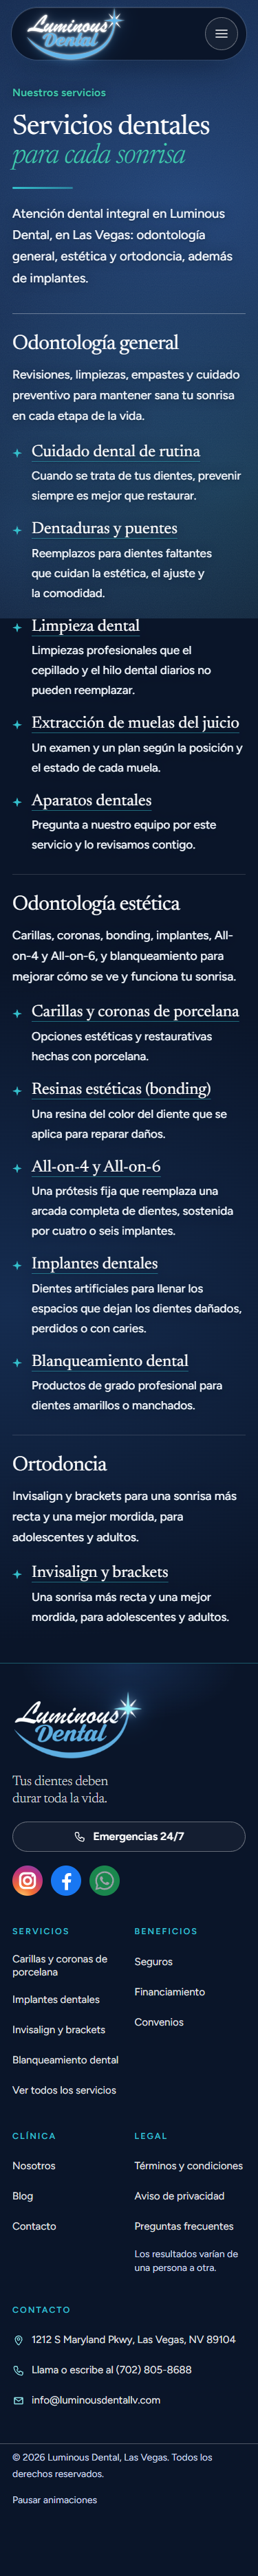 Luminous
Dental
Nuestros servicios
Servicios dentales
para cada sonrisa
Atención dental integral en Luminous
Dental, en Las Vegas: odontología
general, estética y ortodoncia, además
de implantes.
Odontología general
Revisiones, limpiezas, empastes y cuidado
preventivo para mantener sana tu sonrisa
en cada etapa de la vida.
Cuidado dental de rutina
Cuando se trata de tus dientes, prevenir
siempre es mejor que restaurar.
Dentaduras y puentes
Reemplazos para dientes faltantes
que cuidan la estética, el ajuste y
la comodidad.
Limpieza dental
Limpiezas profesionales que el
cepillado y el hilo dental diarios no
pueden reemplazar.
Extracción de muelas del juicio
Un examen y un plan según la posición y
el estado de cada muela.
Aparatos dentales
Pregunta a nuestro equipo por este
servicio y lo revisamos contigo.
Odontología estética
Carillas, coronas, bonding, implantes, All-
on-4 y All-on-6, y blanqueamiento para
mejorar cómo se ve y funciona tu sonrisa.
Carillas y coronas de porcelana
Opciones estéticas y restaurativas
hechas con porcelana.
Resinas estéticas (bonding)
Una resina del color del diente que se
aplica para reparar daños.
All-on-4 y All-on-6
Una prótesis fija que reemplaza una
arcada completa de dientes, sostenida
por cuatro o seis implantes.
Implantes dentales
Dientes artificiales para llenar los
espacios que dejan los dientes dañados,
perdidos o con caries.
Blanqueamiento dental
Productos de grado profesional para
dientes amarillos o manchados.
Ortodoncia
Invisalign y brackets para una sonrisa más
recta y una mejor mordida, para
adolescentes y adultos.
Invisalign y brackets
Una sonrisa más recta y una mejor
mordida, para adolescentes y adultos.
Luminous
Dental
Tus dientes deben
durar toda la vida.
Emergencias 24/7
SERVICIOS
Carillas y coronas de
porcelana
Implantes dentales
Invisalign y brackets
Blanqueamiento dental
Ver todos los servicios
BENEFICIOS
Seguros
Financiamiento
Convenios
CLÍNICA
Nosotros
Blog
Contacto
LEGAL
Términos y condiciones
Aviso de privacidad
Preguntas frecuentes
Los resultados varían de
una persona a otra.
CONTACTO
1212 S Maryland Pkwy, Las Vegas, NV 89104
Llama o escribe al (702) 805-8688
info@luminousdentallv.com
© 2026 Luminous Dental, Las Vegas. Todos los
derechos reservados.
Pausar animaciones